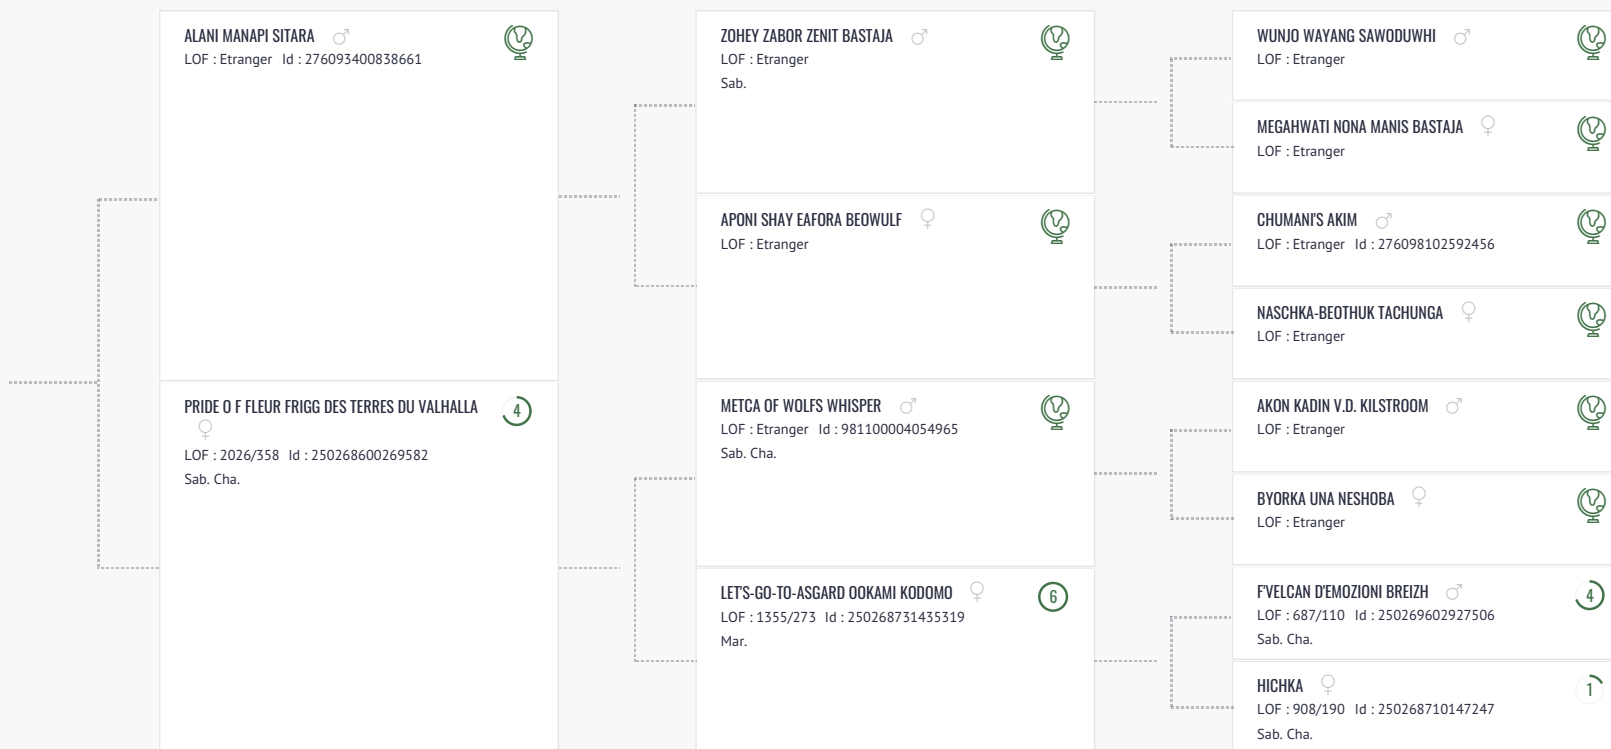 ALANI MANAPI SITARA
LOF : Etranger Id : 276093400838661
PRIDE O F FLEUR FRIGG DES TERRES DU VALHALLA
4
LOF : 2026/358 Id : 250268600269582
Sab. Cha.
ZOHEY ZABOR ZENIT BASTAJA
LOF : Etranger
Sab.
APONI SHAY EAFORA BEOWULF
LOF : Etranger
METCA OF WOLFS WHISPER
LOF : Etranger Id : 981100004054965
Sab. Cha.
LET'S-GO-TO-ASGARD OOKAMI KODOMO
6
LOF : 1355/273 Id : 250268731435319
Mar.
WUNJO WAYANG SAWODUWHI
LOF : Etranger
MEGAHWATI NONA MANIS BASTAJA
LOF : Etranger
CHUMANI'S AKIM
LOF : Etranger Id : 276098102592456
NASCHKA-BEOTHUK TACHUNGA
LOF : Etranger
AKON KADIN V.D. KILSTROOM
LOF : Etranger
BYORKA UNA NESHOBA
LOF : Etranger
F'VELCAN D'EMOZIONI BREIZH
4
LOF : 687/110 Id : 250269602927506
Sab. Cha.
HICHKA
1
LOF : 908/190 Id : 250268710147247
Sab. Cha.